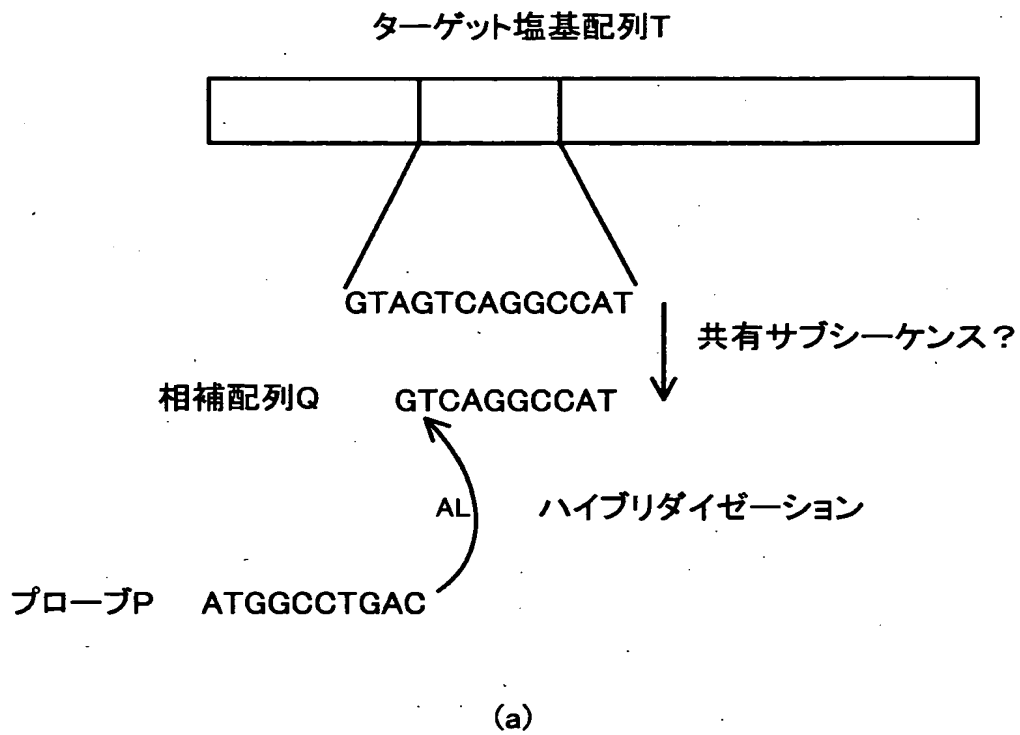 ターゲット塩基配列T
GTAGTCAGGCCAT
共有サブシーケンス？
相補配列Q GTCAGGCCAT
AL ハイブリダイゼーション
プローブP ATGGCCTGAC
(a)